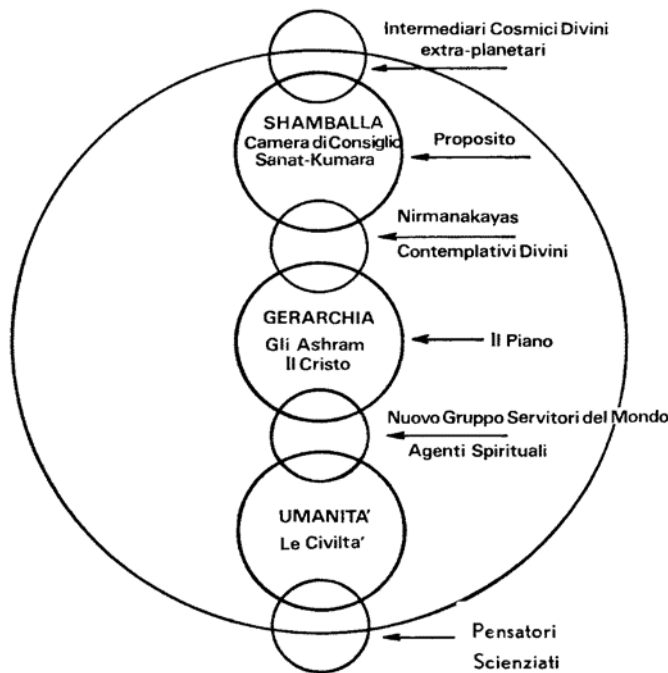 Intermediari Cosmici Divini
extra-planetari
SHAMBALLA
Camera di Consiglio
Sanat-Kumara
Proposito
Nirmanakayas
Contemplativi Divini
GERARCHIA
Gli Ashram
Il Cristo
Il Piano
Nuovo Gruppo Servitori del Mondo
Agenti Spirituali
UMANITA'
Le Civilta'
Pensatori
Scienziati